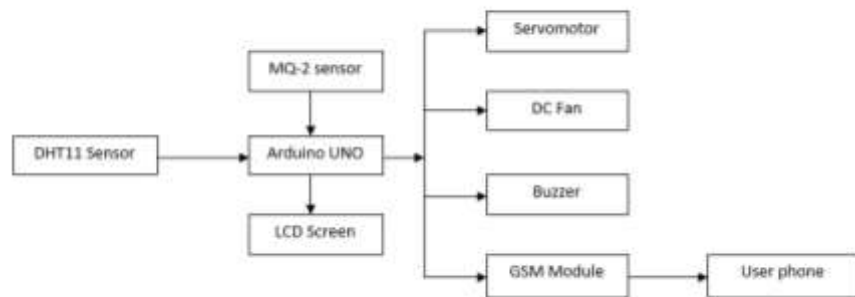 Servomotor
MQ-2 sensor
DC Fan
DHT11 Sensor
Arduino UNO
Buzzer
LCD Screen
GSM Module
User phone